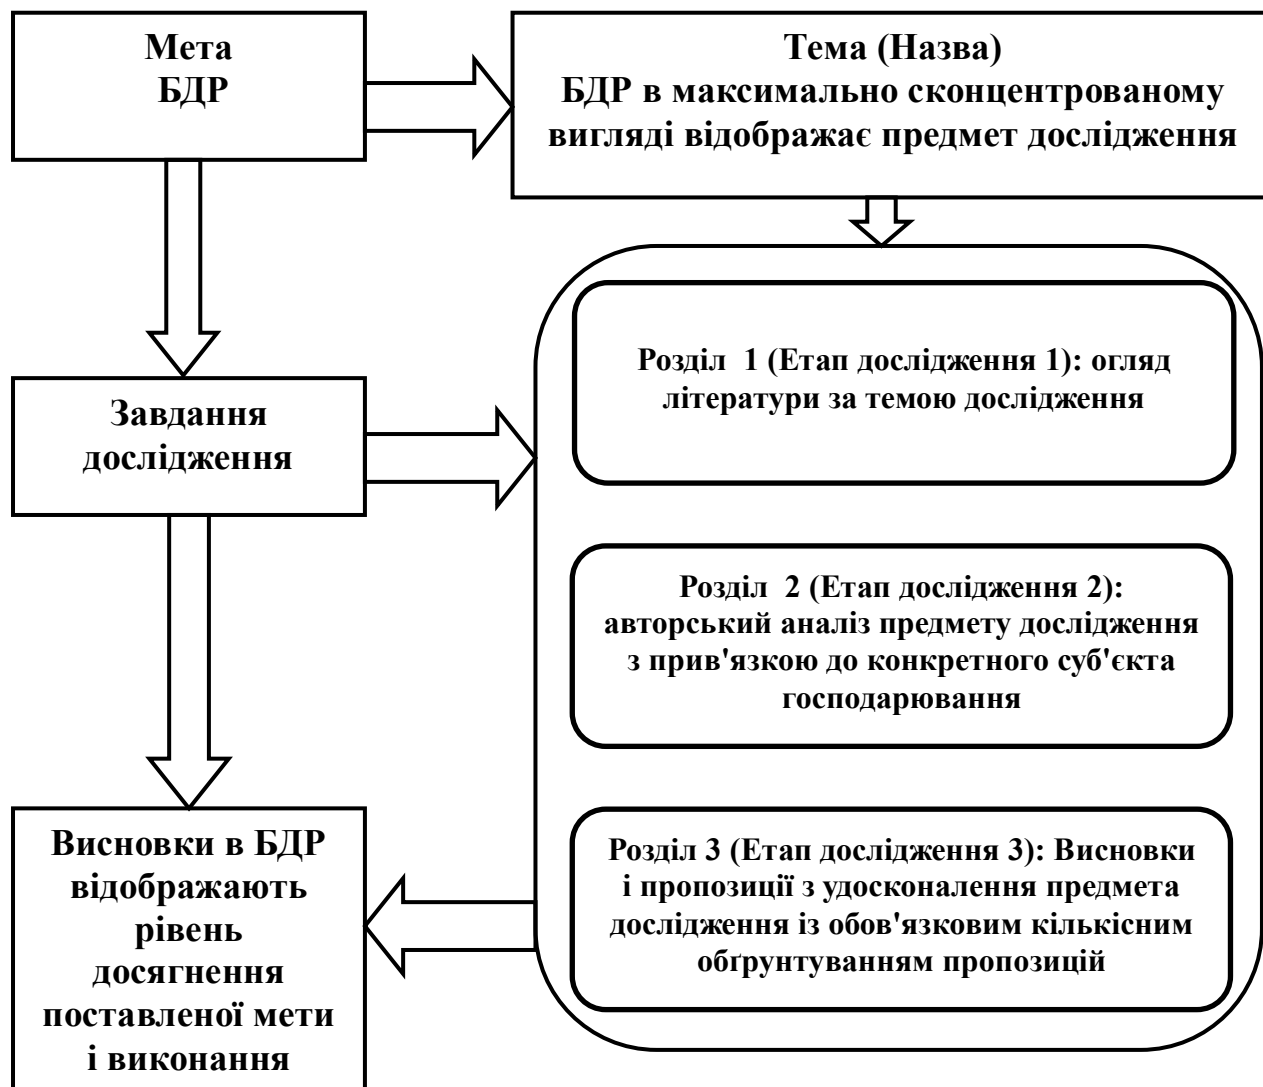 Мета
БДР
Тема (Назва)
БДР в максимально сконцентрованому
вигляді відображає предмет дослідження
Розділ 1 (Етап дослідження 1): огляд
літератури за темою дослідження
Завдання
дослідження
Розділ 2 (Етап дослідження 2):
авторський аналіз предмету дослідження
з прив'язкою до конкретного суб'єкта
господарювання
Розділ 3 (Етап дослідження 3): Висновки
і пропозиції з удосконалення предмета
дослідження із обов'язковим кількісним
обґрунтуванням пропозицій
Висновки в БДР
відображають
рівень
досягнення
поставленої мети
і виконання